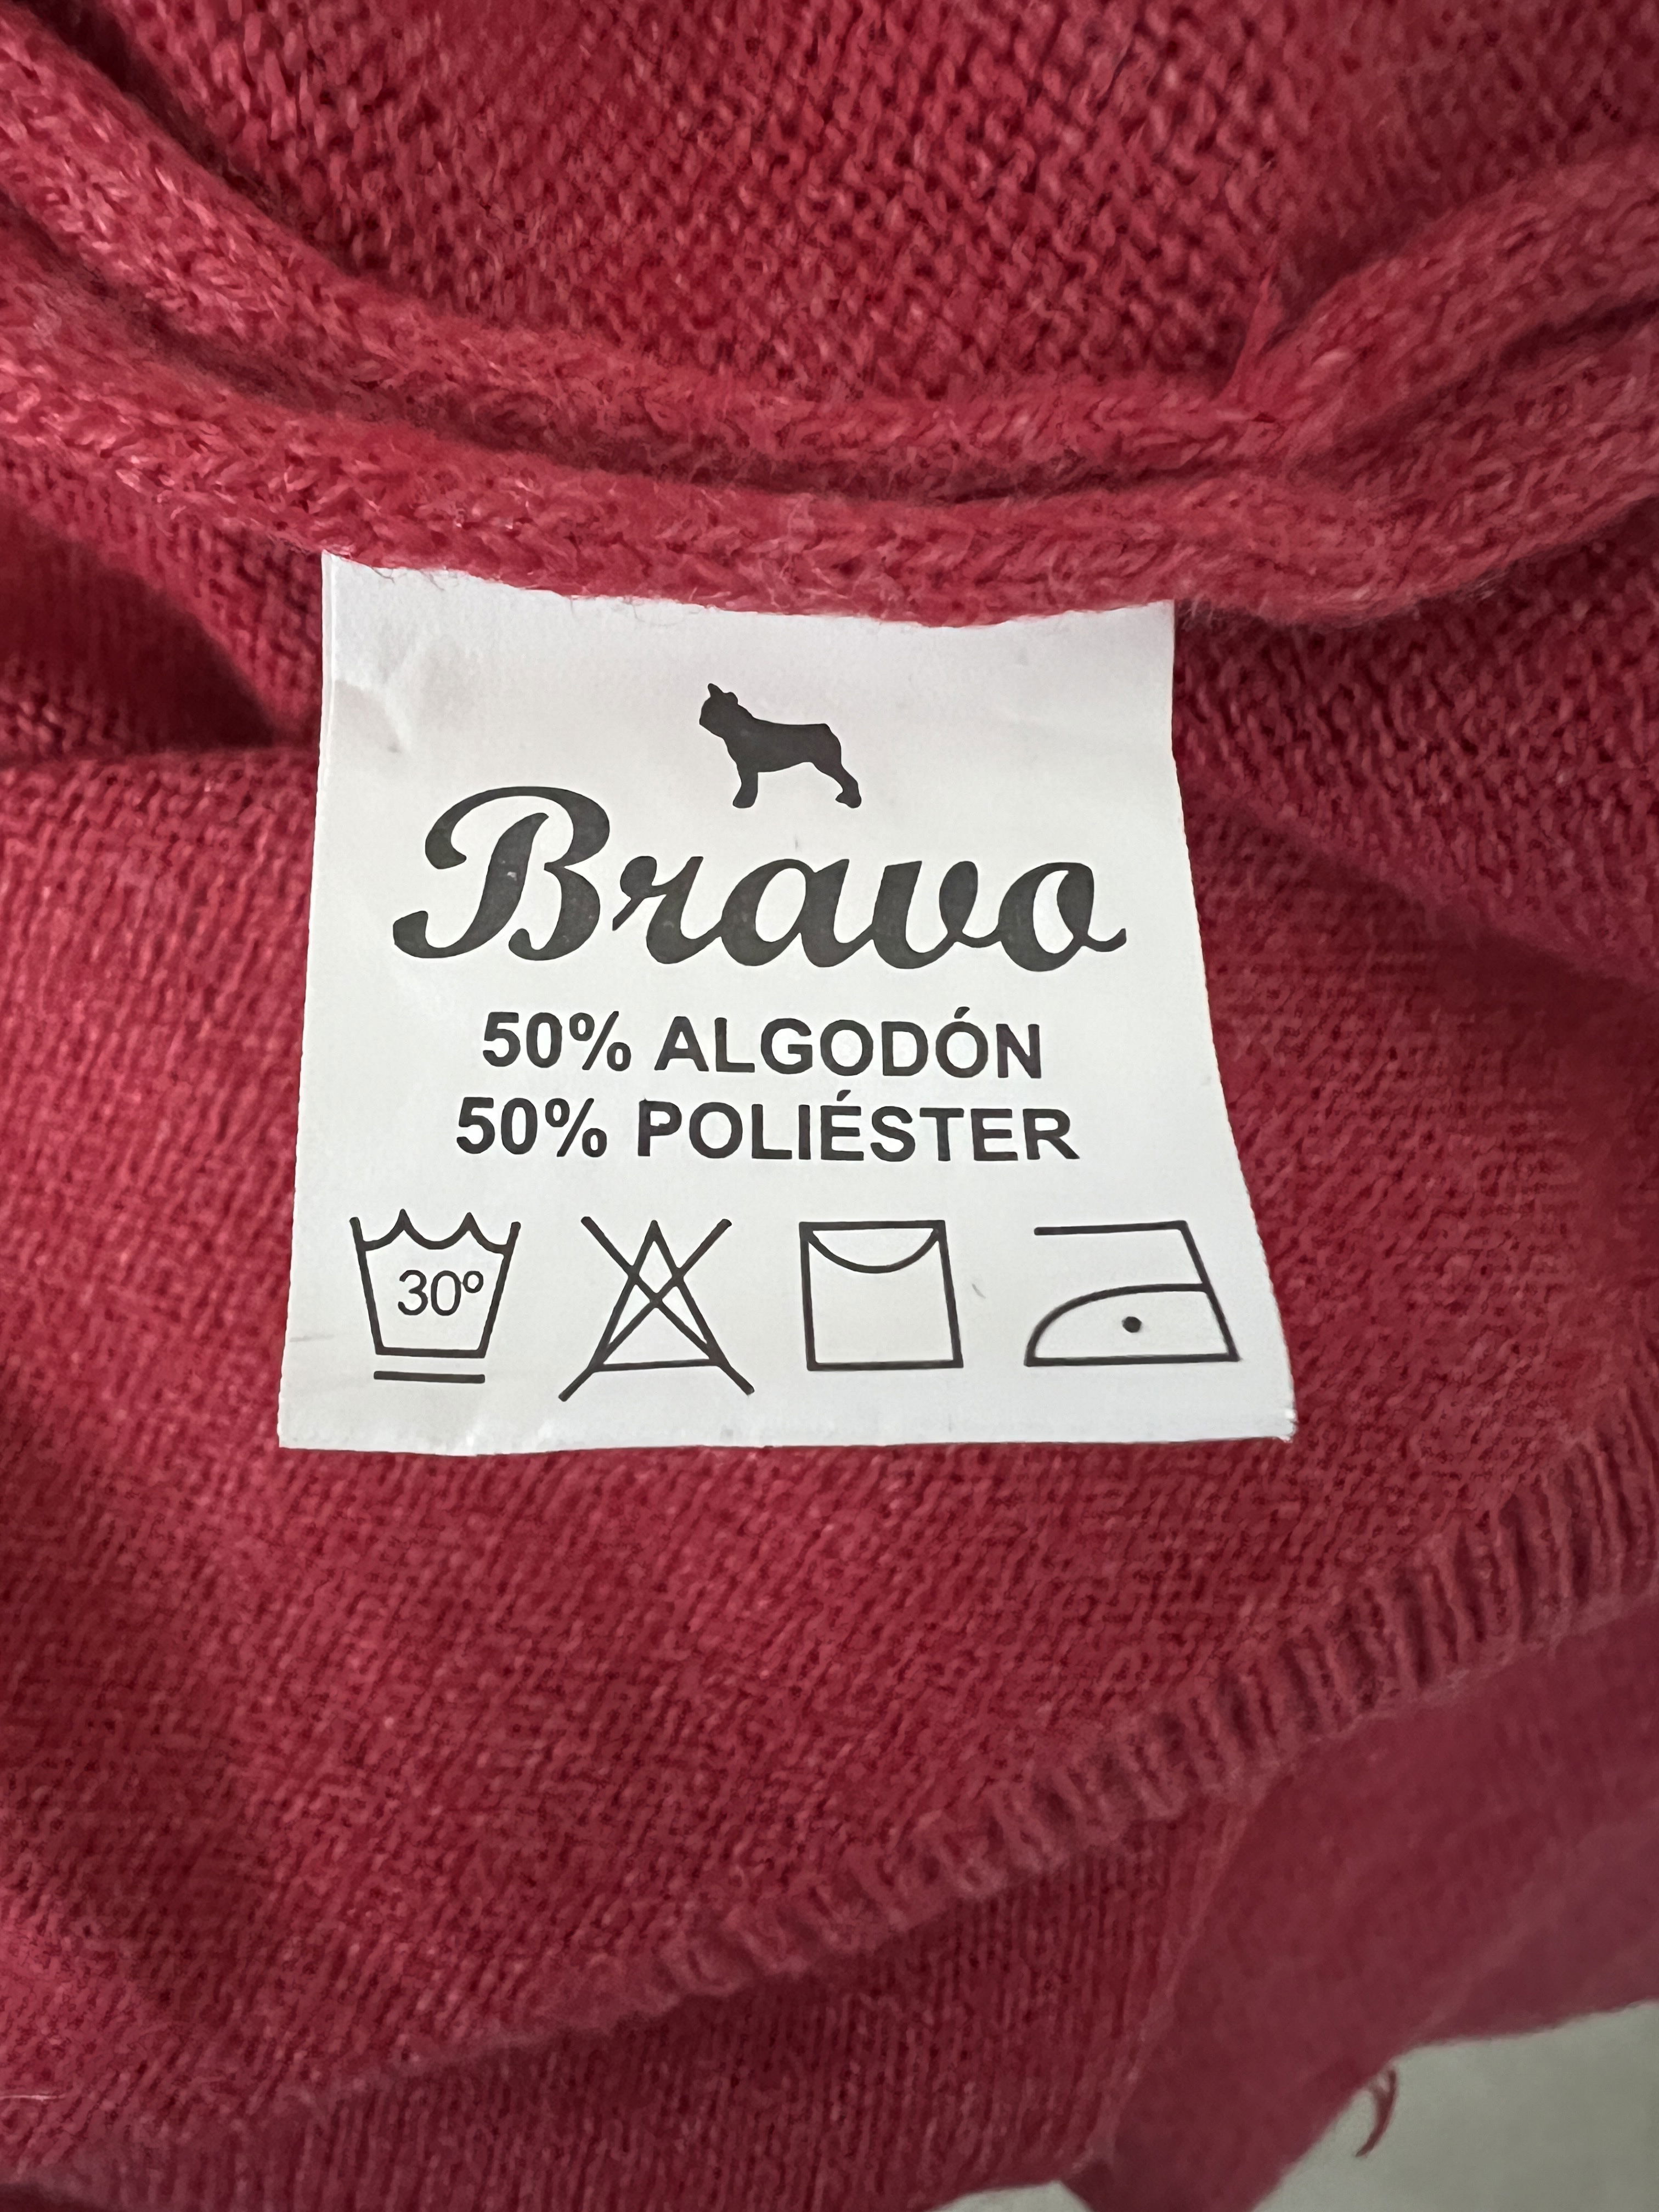 Bravo
50% ALGODÓN
50% POLIÉSTER
30º